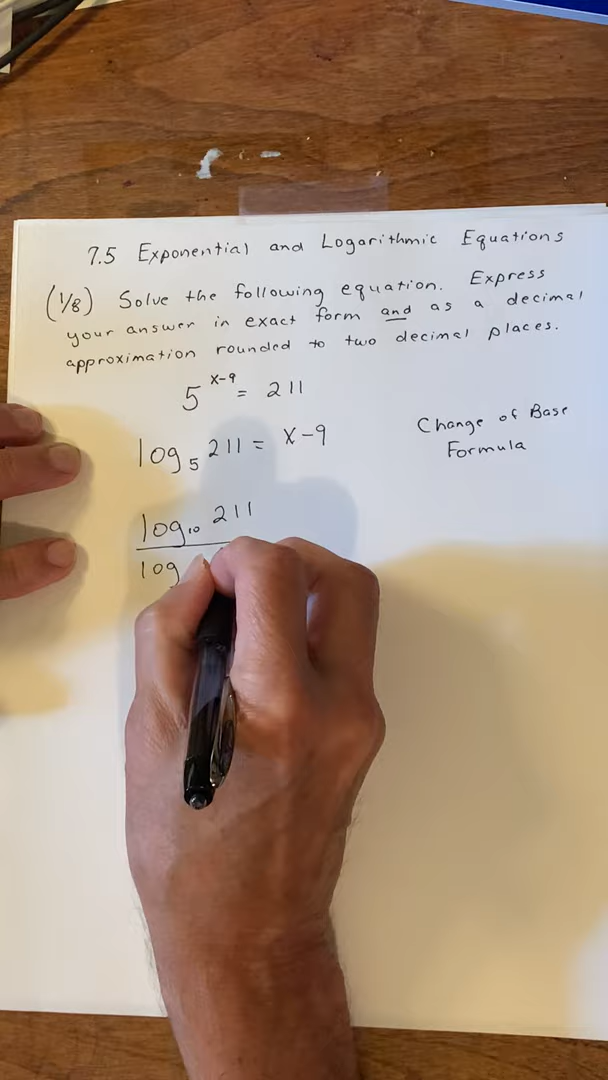 7.5 Exponential and Logarithmic Equations
(1/8) Solve the following equation. Express
your answer in exact form and as a decimal
approximation rounded to two decimal places.
5^(x-9) = 211
log₅ 211 = x-9
Change of Base
Formula
log₁₀ 211
log